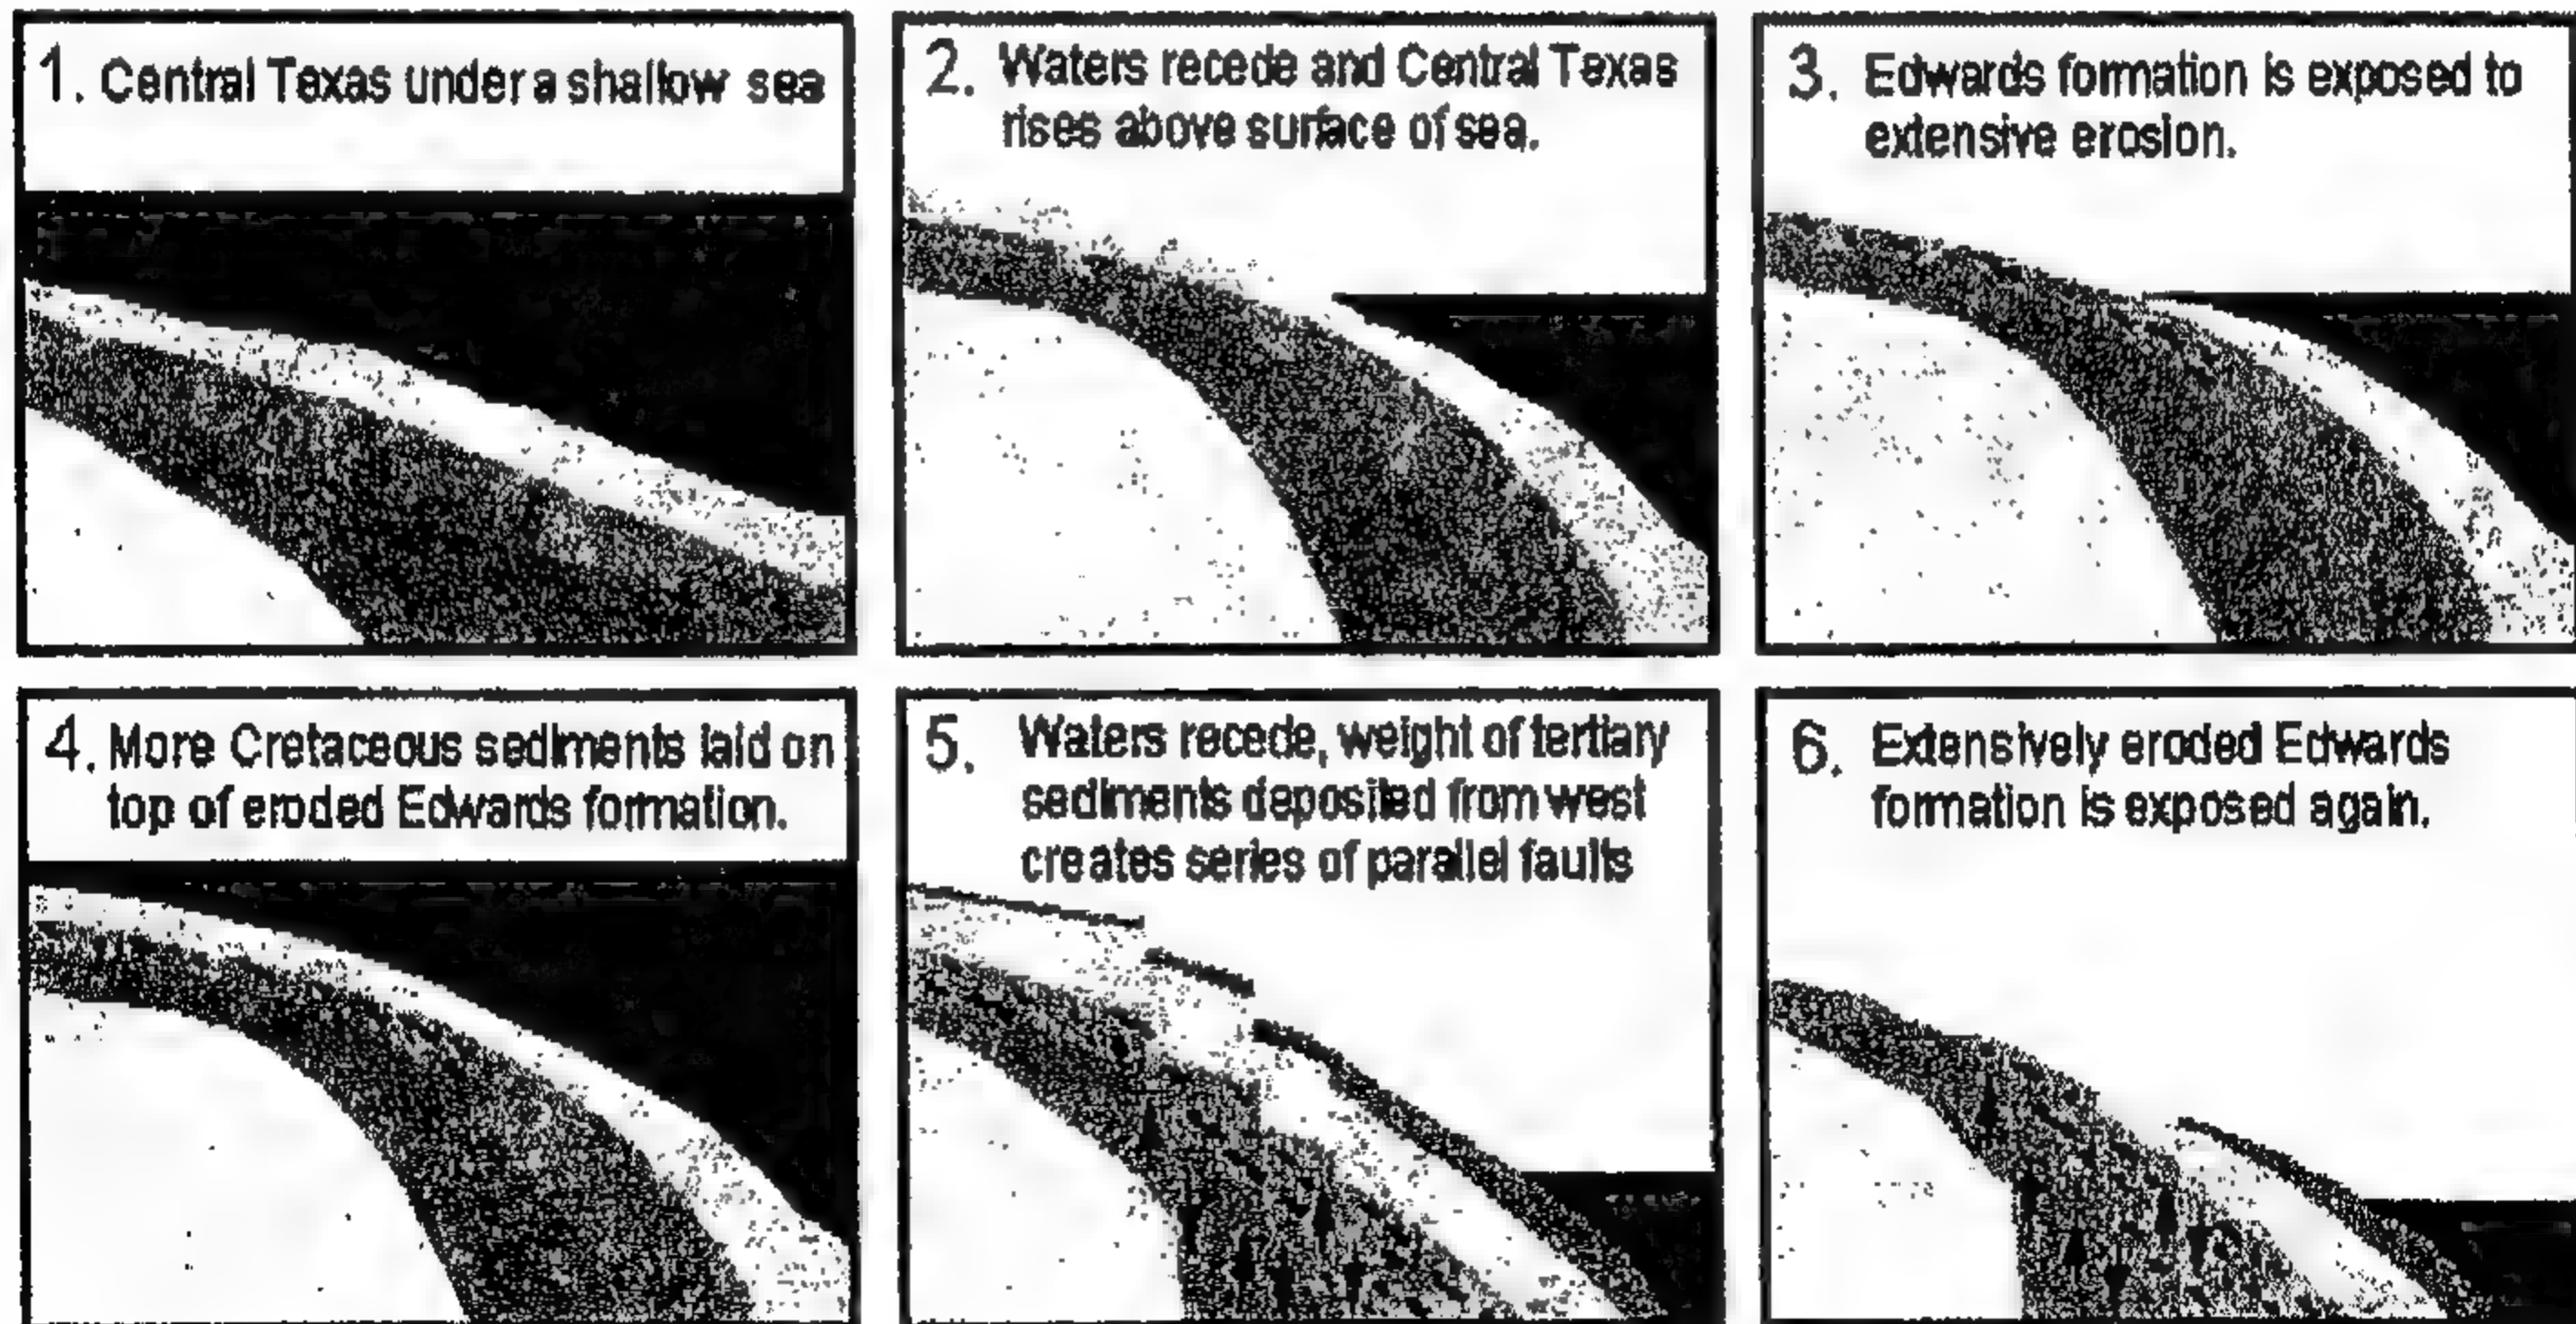 1. Central Texas under a shallow sea
2. Waters recede and Central Texas
rises above surface of sea.
3. Edwards formation is exposed to
extensive erosion.
4. More Cretaceous sediments laid on
top of eroded Edwards formation.
5. Waters recede, weight of tertiary
sediments deposited from west
creates series of parallel faults
6. Extensively eroded Edwards
formation is exposed again.